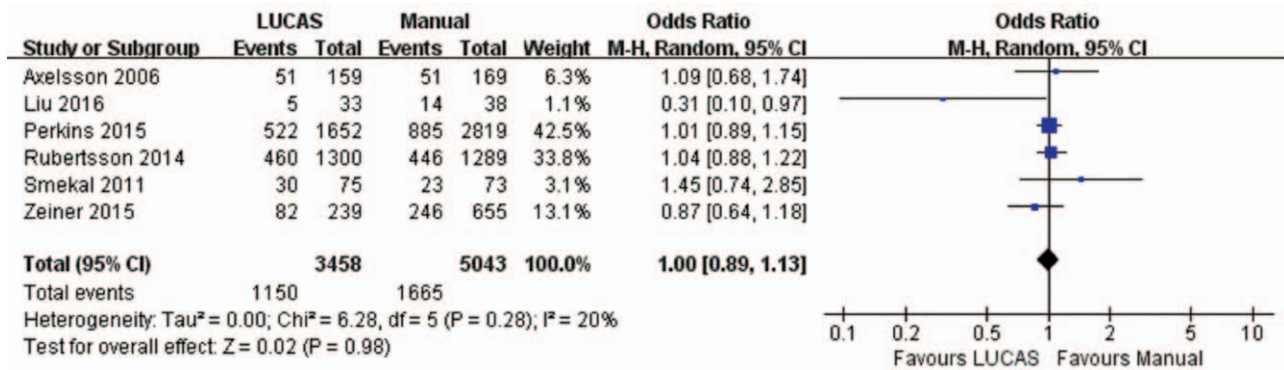 LUCAS Manual Odds Ratio Odds Ratio
Study or Subgroup Events Total Events Total Weight M-H, Random, 95% CI M-H, Random, 95% CI
Axelsson 2006 51 159 51 169 6.3% 1.09 [0.68, 1.74]
Liu 2016 5 33 14 38 1.1% 0.31 [0.10, 0.97]
Perkins 2015 522 1652 885 2819 42.5% 1.01 [0.89, 1.15]
Rubertsson 2014 460 1300 446 1289 33.8% 1.04 [0.88, 1.22]
Smekal 2011 30 75 23 73 3.1% 1.45 [0.74, 2.85]
Zeiner 2015 82 239 246 655 13.1% 0.87 [0.64, 1.18]
Total (95% CI) 3458 5043 100.0% 1.00 [0.89, 1.13]
Total events 1150 1665
Heterogeneity: Tau² = 0.00; Chi² = 6.28, df = 5 (P = 0.28); I² = 20%
Test for overall effect: Z = 0.02 (P = 0.98)
0.1 0.2 0.5 1 2 5 10
Favours LUCAS Favours Manual